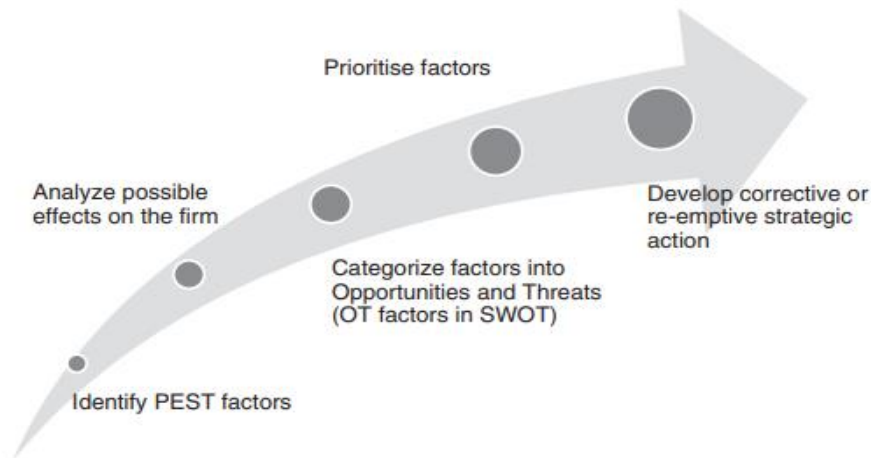 Prioritise factors
Analyze possible
effects on the firm
Develop corrective or
re-emptive strategic
action
Categorize factors into
Opportunities and Threats
(OT factors in SWOT)
Identify PEST factors